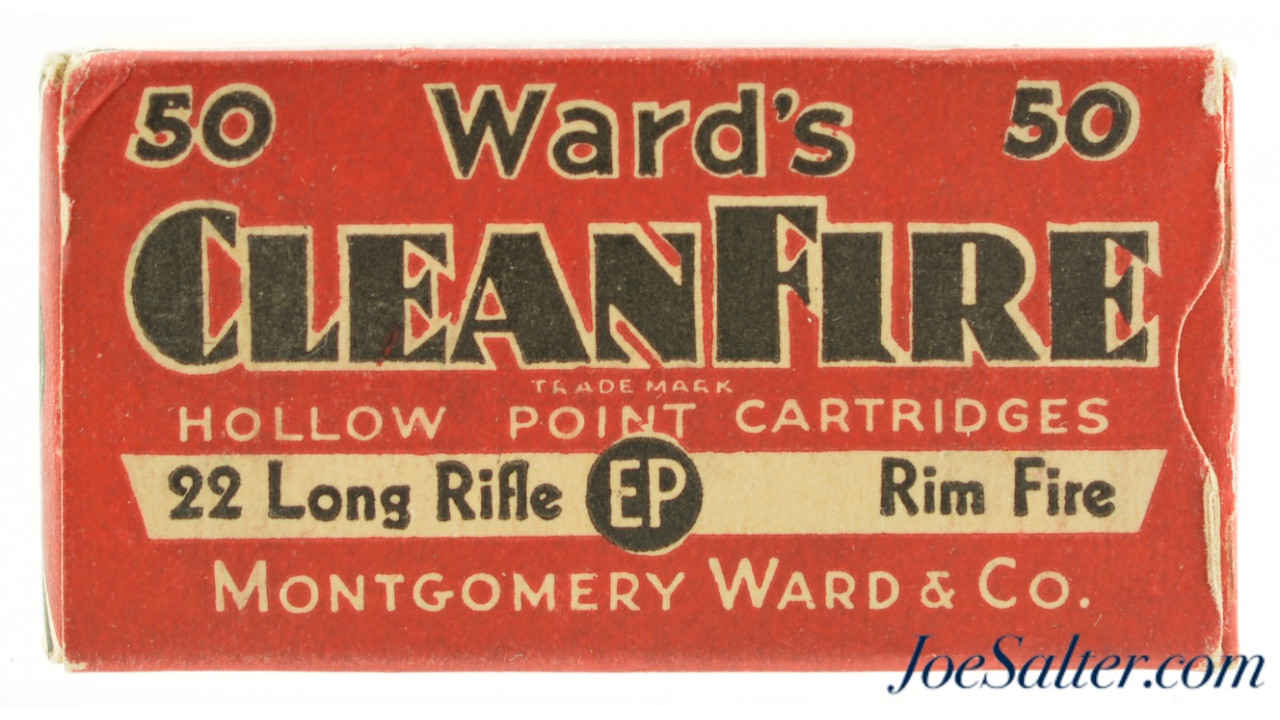 50 Ward's 50
CLEANFIRE
TRADE MARK
HOLLOW POINT CARTRIDGES
22 Long Rifle EP Rim Fire
MONTGOMERY WARD & CO.
JoeSalter.com